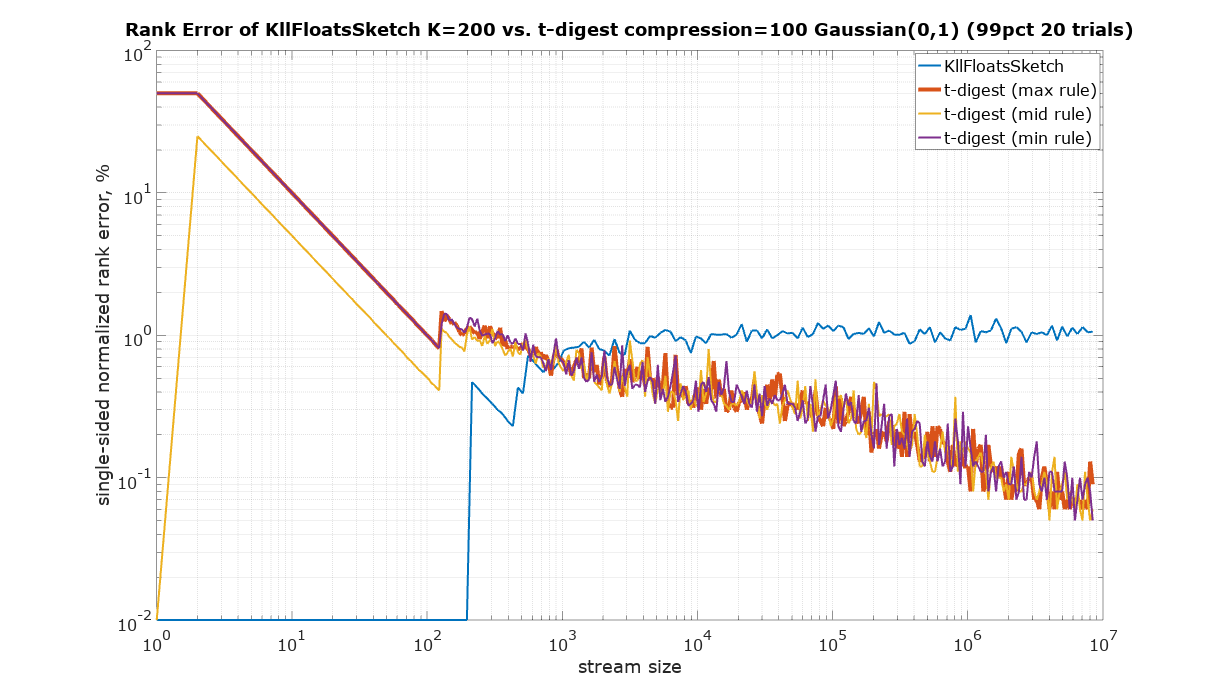 Rank Error of KllFloatsSketch K=200 vs. t-digest compression=100 Gaussian(0,1) (99pct 20 trials)
KllFloatsSketch
t-digest (max rule)
t-digest (mid rule)
t-digest (min rule)
single-sided normalized rank error, %
10^2
10^1
10^0
10^-1
10^-2
10^0 10^1 10^2 10^3 10^4 10^5 10^6 10^7
stream size